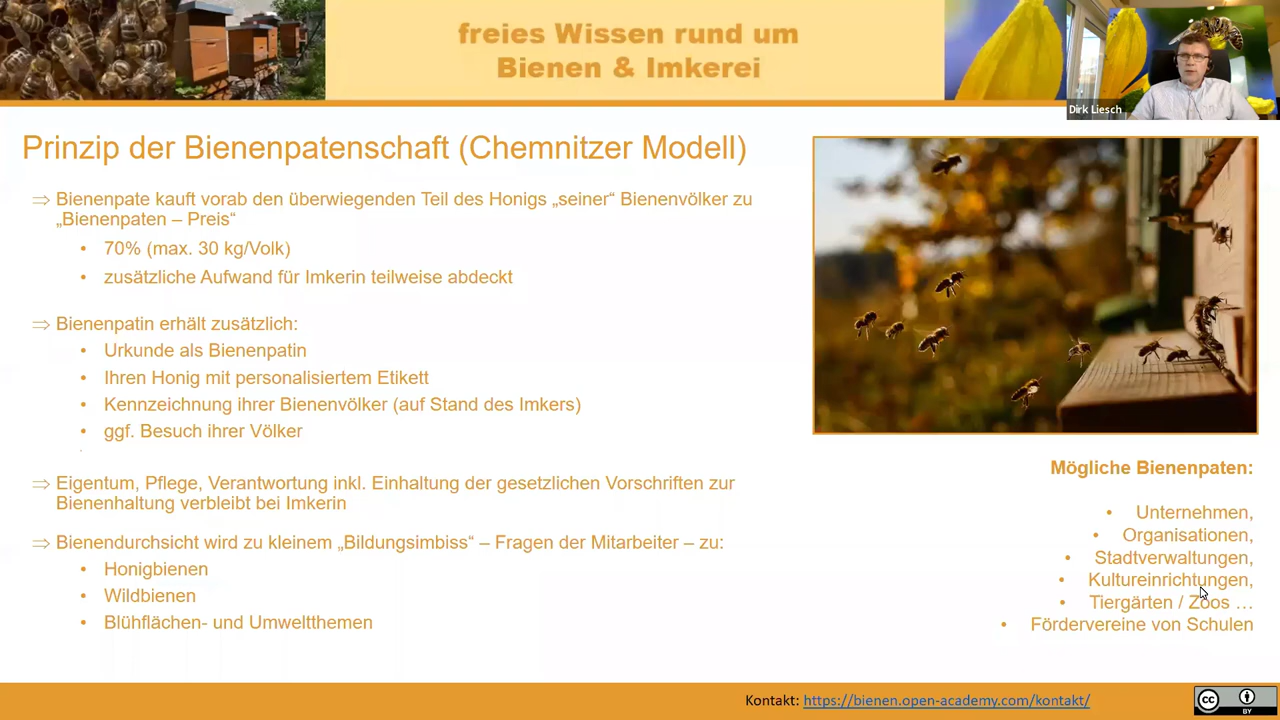 freies Wissen rund um
Bienen & Imkerei
Dirk Liesch
Prinzip der Bienenpatenschaft (Chemnitzer Modell)
⇒ Bienenpate kauft vorab den überwiegenden Teil des Honigs „seiner“ Bienenvölker zu
„Bienenpaten – Preis“
• 70% (max. 30 kg/Volk)
• zusätzliche Aufwand für Imkerin teilweise abdeckt
⇒ Bienenpatin erhält zusätzlich:
• Urkunde als Bienenpatin
• Ihren Honig mit personalisiertem Etikett
• Kennzeichnung ihrer Bienenvölker (auf Stand des Imkers)
• ggf. Besuch ihrer Völker
⇒ Eigentum, Pflege, Verantwortung inkl. Einhaltung der gesetzlichen Vorschriften zur
Bienenhaltung verbleibt bei Imkerin
⇒ Bienendurchsicht wird zu kleinem „Bildungsimbiss“ – Fragen der Mitarbeiter – zu:
• Honigbienen
• Wildbienen
• Blühflächen- und Umweltthemen
Mögliche Bienenpaten:
• Unternehmen,
• Organisationen,
• Stadtverwaltungen,
• Kultureinrichtungen,
• Tiergärten / Zoos …
• Fördervereine von Schulen
Kontakt: https://bienen.open-academy.com/kontakt/
cc
BY